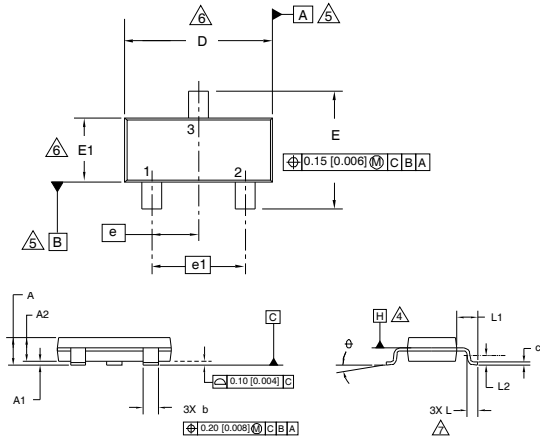 6
D
A 5
3
E
6
E1
⌖ 0.15 [0.006] Ⓜ C B A
1 2
5 B
e
e1
A
A2
C
H 4
L1
θ
c
⌓ 0.10 [0.004] C
A1
L2
3X b
3X L
⌖ 0.20 [0.008] Ⓜ C B A
7